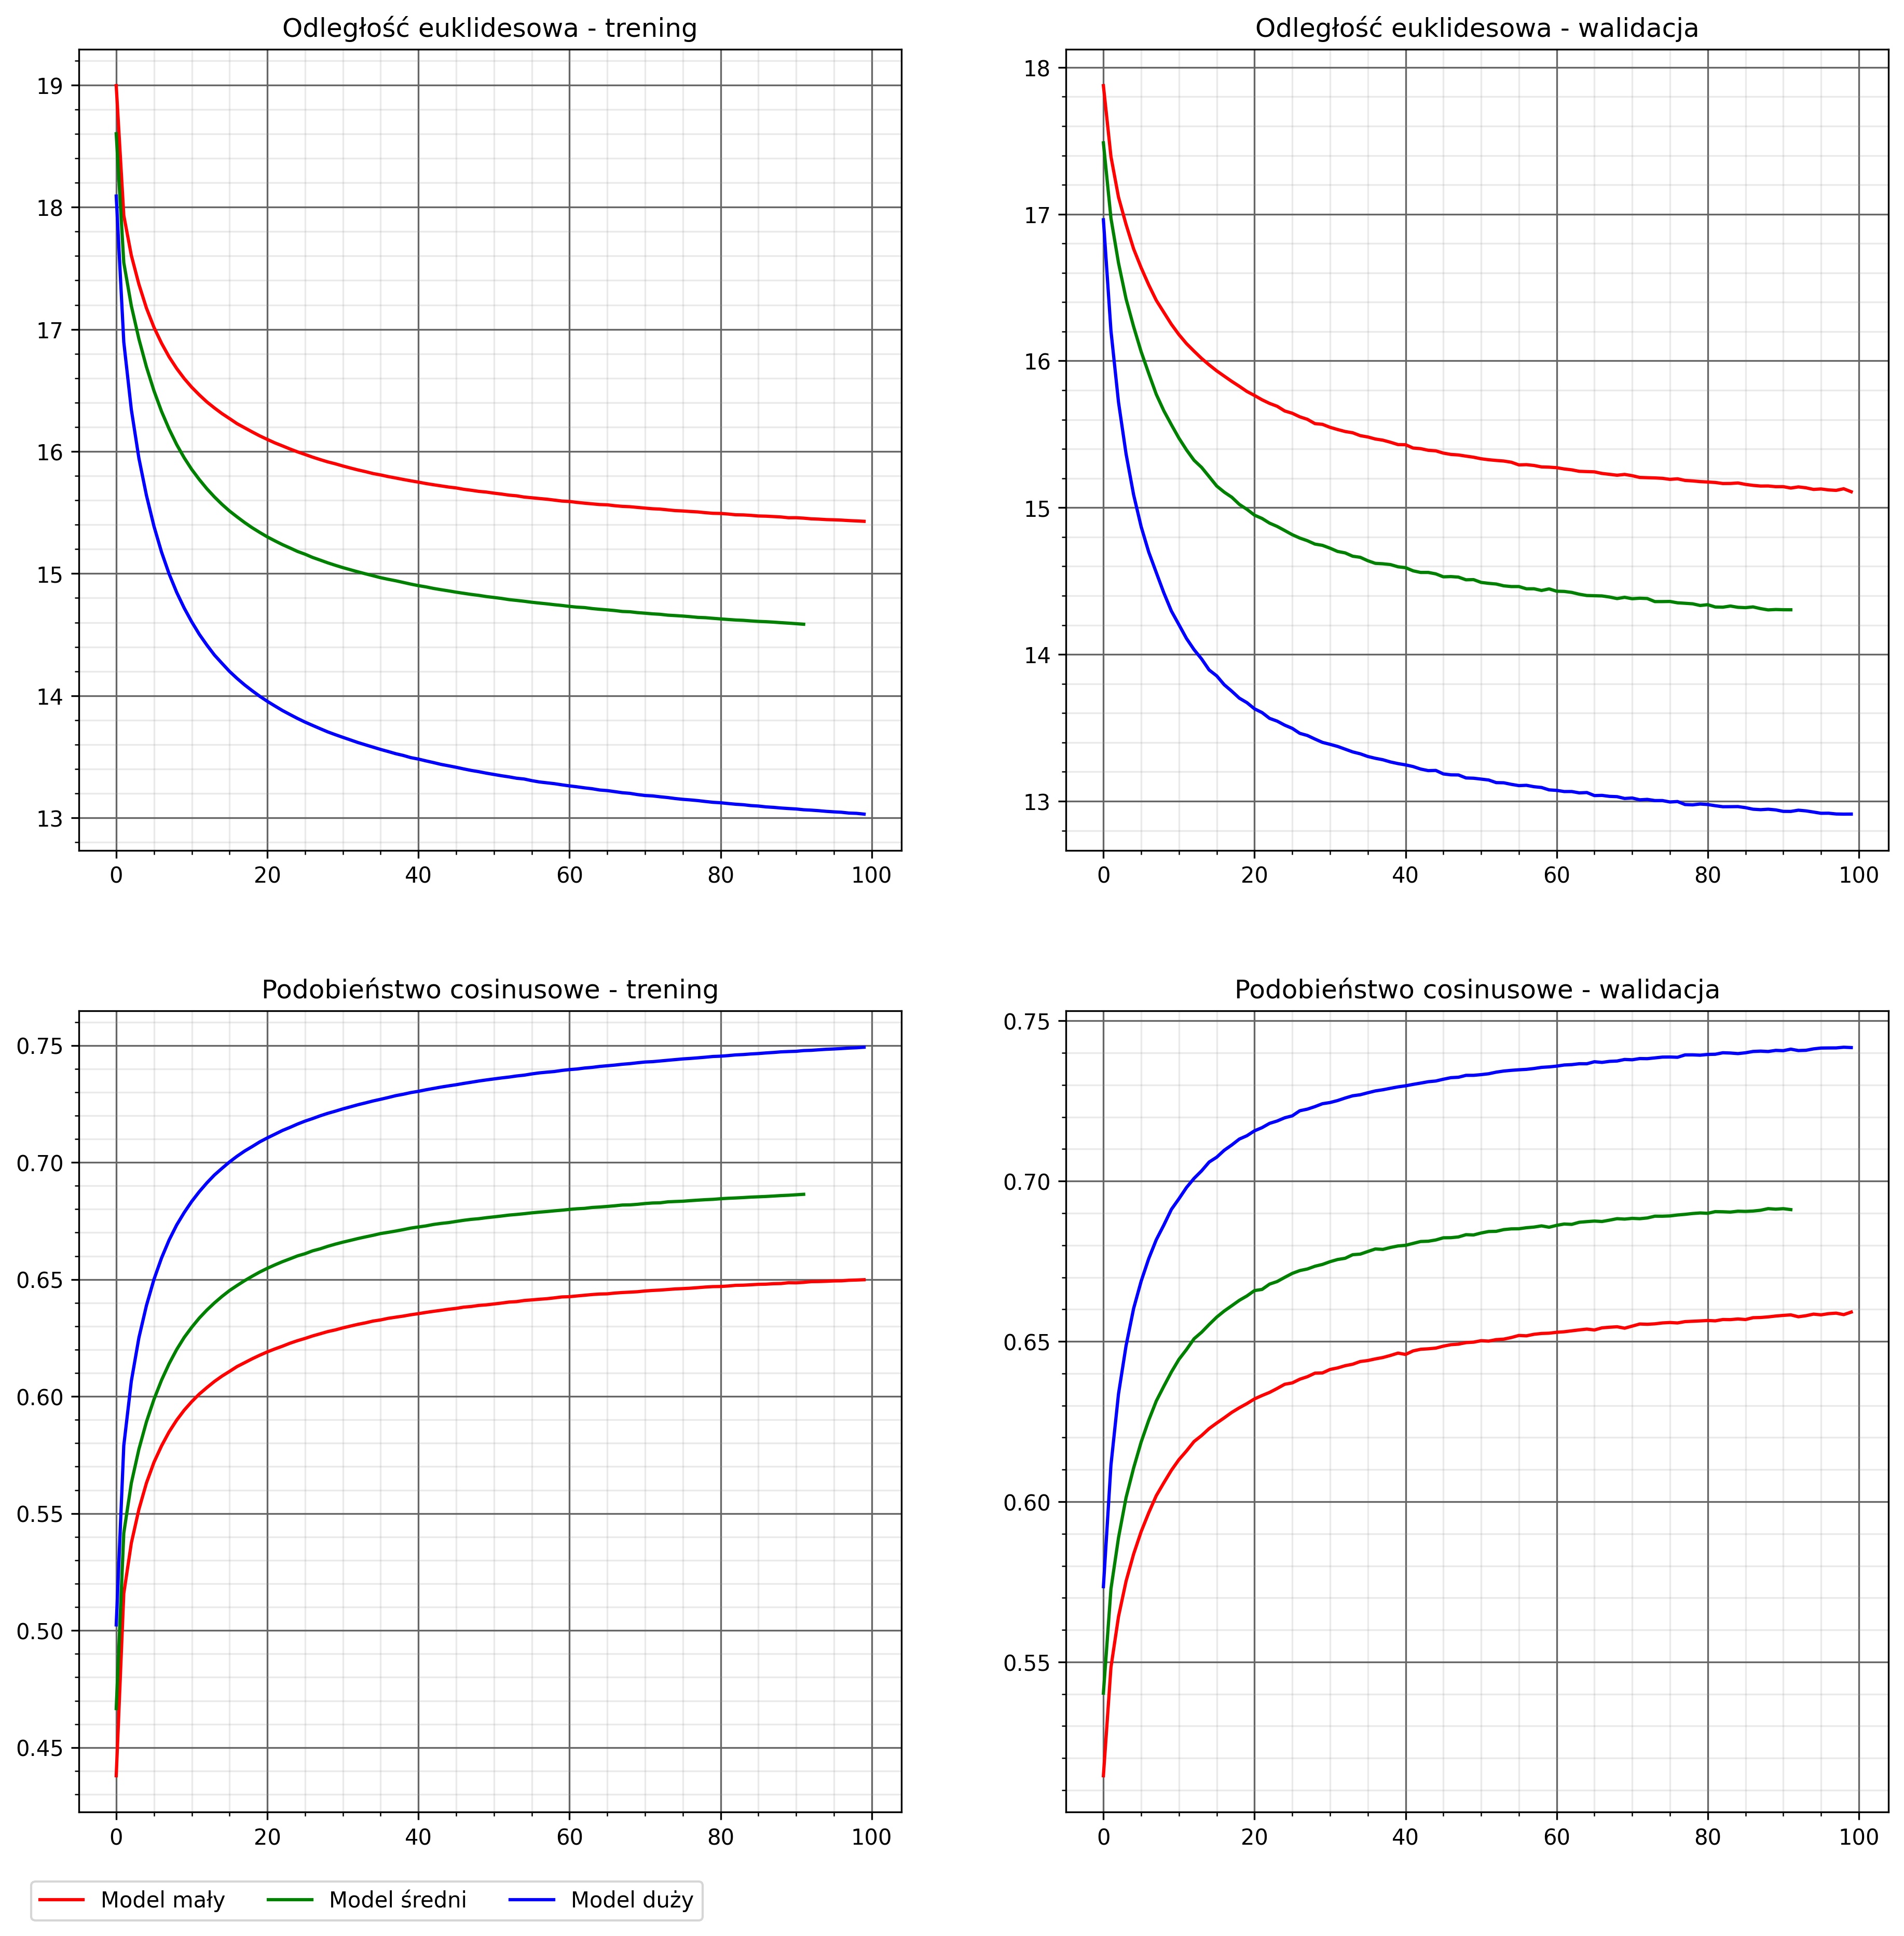 Odległość euklidesowa - trening
19
18
17
16
15
14
13
0 20 40 60 80 100
Odległość euklidesowa - walidacja
18
17
16
15
14
13
0 20 40 60 80 100
Podobieństwo cosinusowe - trening
0.75
0.70
0.65
0.60
0.55
0.50
0.45
0 20 40 60 80 100
Podobieństwo cosinusowe - walidacja
0.75
0.70
0.65
0.60
0.55
0 20 40 60 80 100
Model mały Model średni Model duży